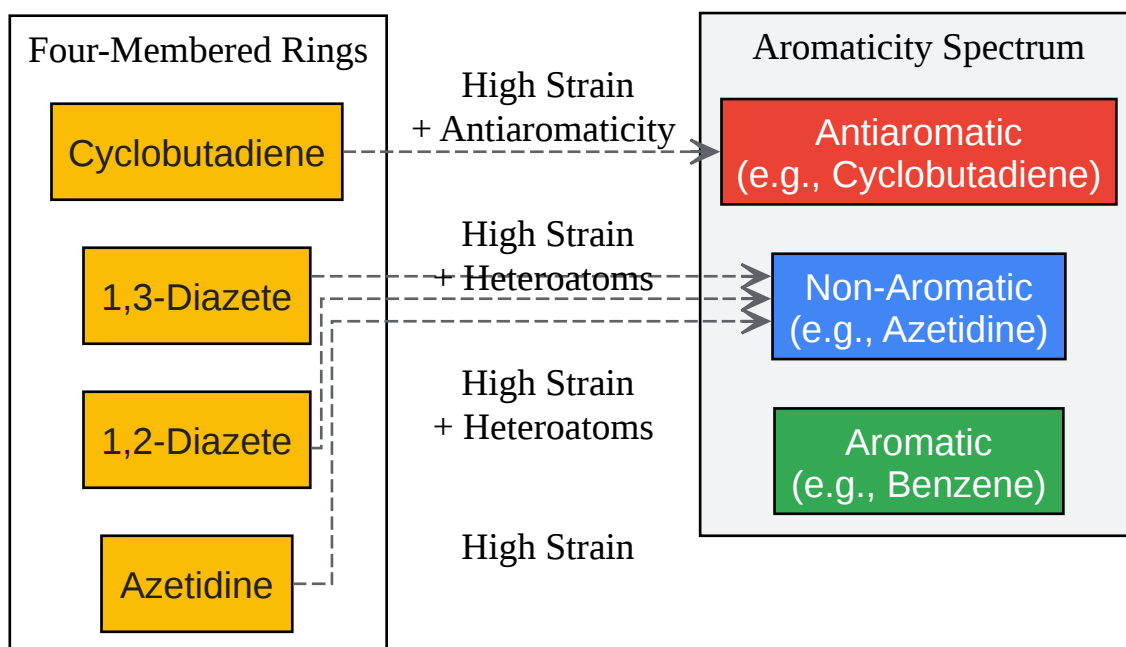 Four-Membered Rings
Cyclobutadiene
1,3-Diazete
1,2-Diazete
Azetidine
High Strain
+ Antiaromaticity
High Strain
+ Heteroatoms
High Strain
+ Heteroatoms
High Strain
Aromaticity Spectrum
Antiaromatic
(e.g., Cyclobutadiene)
Non-Aromatic
(e.g., Azetidine)
Aromatic
(e.g., Benzene)